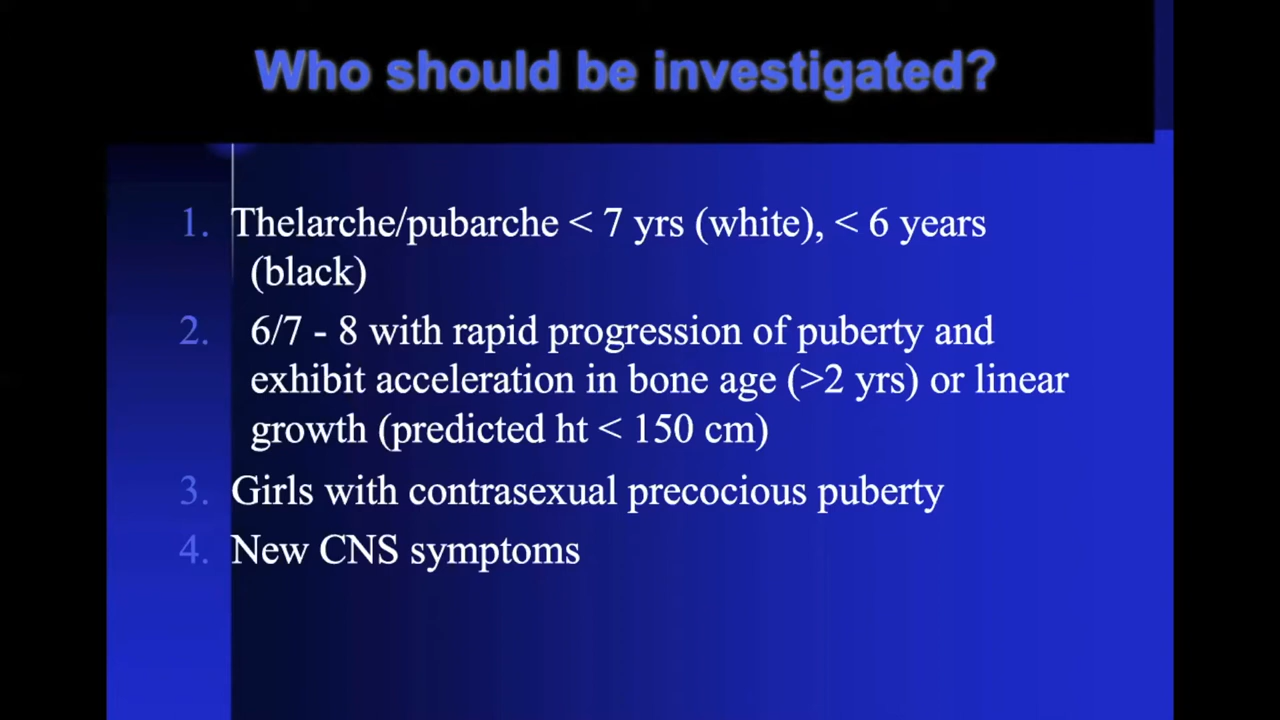 Who should be investigated?
1. Thelarche/pubarche < 7 yrs (white), < 6 years
(black)
2. 6/7 - 8 with rapid progression of puberty and
exhibit acceleration in bone age (>2 yrs) or linear
growth (predicted ht < 150 cm)
3. Girls with contrasexual precocious puberty
4. New CNS symptoms